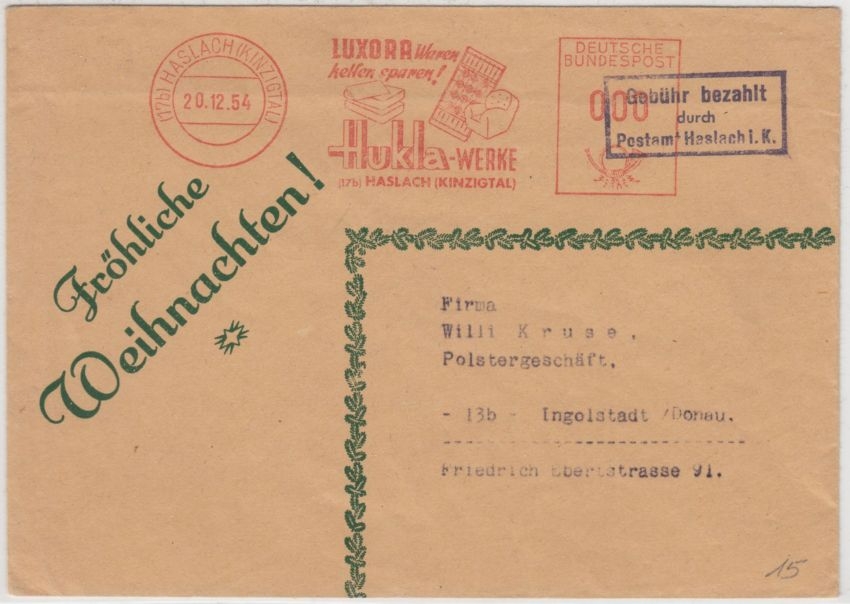 (17b) HASLACH (KINZIGTAL)
20.12.54
LUXORA Waren
helfen sparen!
Hukla-WERKE
(17b) HASLACH (KINZIGTAL)
DEUTSCHE
BUNDESPOST
000
Gebühr bezahlt
durch
Postamt Haslach i. K.
Fröhliche
Weihnachten!
Firma
Willi Kruse,
Polstergeschäft,
- 13b - Ingolstadt /Donau.
Friedrich Ebertstrasse 91.
15